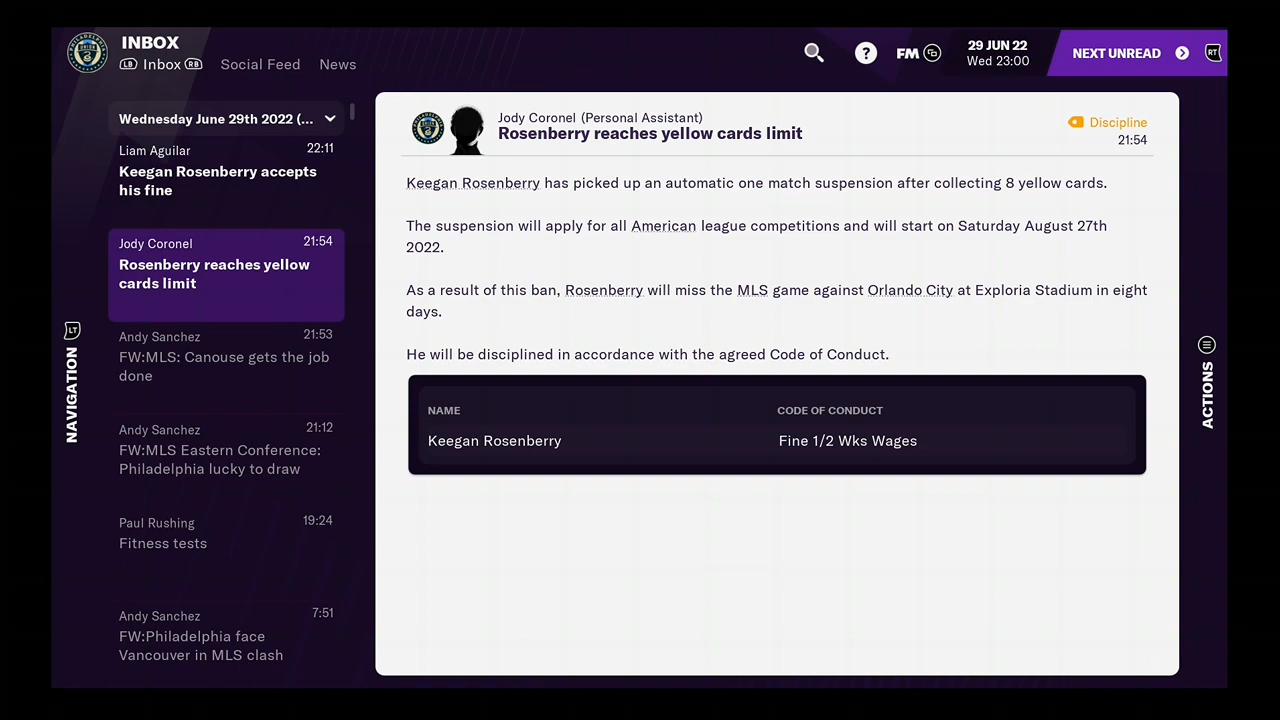 INBOX
LB Inbox RB Social Feed News
FM
29 JUN 22
Wed 23:00
NEXT UNREAD
RT
Wednesday June 29th 2022 (...
Liam Aguilar 22:11
Keegan Rosenberry accepts
his fine
Jody Coronel 21:54
Rosenberry reaches yellow
cards limit
Andy Sanchez 21:53
FW:MLS: Canouse gets the job
done
Andy Sanchez 21:12
FW:MLS Eastern Conference:
Philadelphia lucky to draw
Paul Rushing 19:24
Fitness tests
Andy Sanchez 7:51
FW:Philadelphia face
Vancouver in MLS clash
LT
NAVIGATION
Jody Coronel (Personal Assistant)
Rosenberry reaches yellow cards limit
Discipline
21:54
Keegan Rosenberry has picked up an automatic one match suspension after collecting 8 yellow cards.
The suspension will apply for all American league competitions and will start on Saturday August 27th
2022.
As a result of this ban, Rosenberry will miss the MLS game against Orlando City at Exploria Stadium in eight
days.
He will be disciplined in accordance with the agreed Code of Conduct.
NAME CODE OF CONDUCT
Keegan Rosenberry Fine 1/2 Wks Wages
ACTIONS